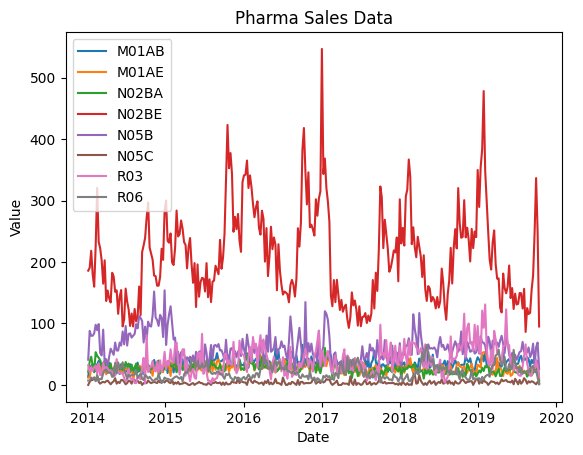 Pharma Sales Data
M01AB
M01AE
N02BA
N02BE
N05B
N05C
R03
R06
500
400
300
200
100
0
Value
2014 2015 2016 2017 2018 2019 2020
Date